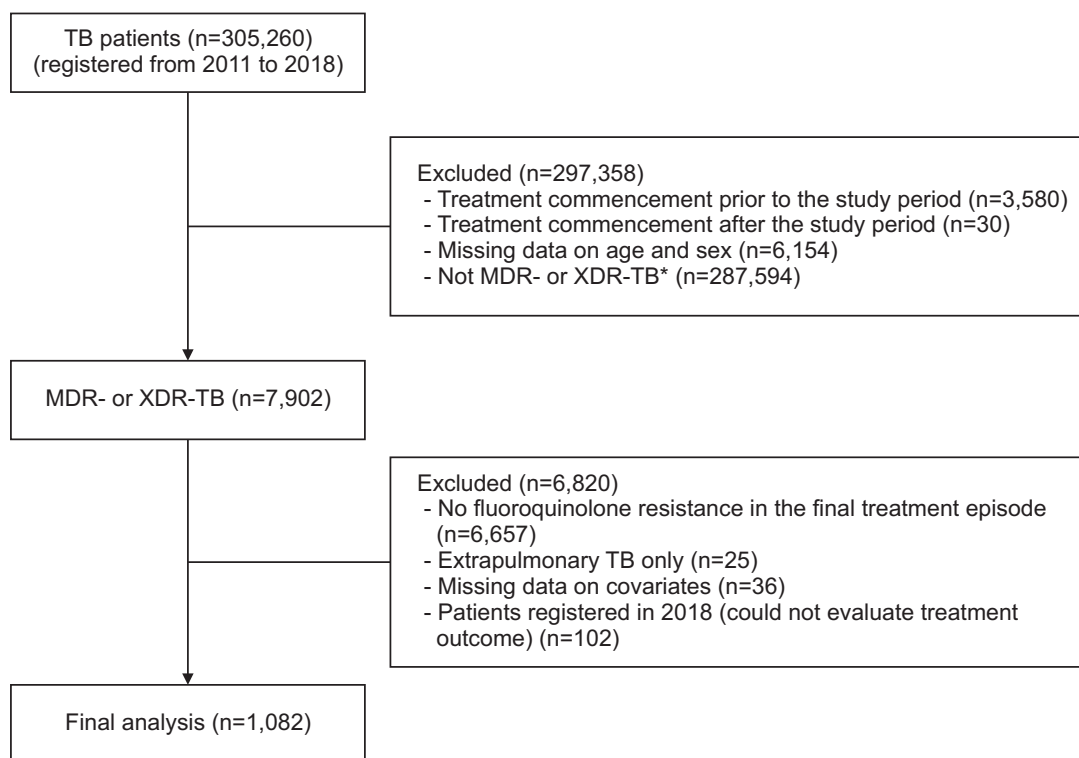 TB patients (n=305,260)
(registered from 2011 to 2018)
Excluded (n=297,358)
- Treatment commencement prior to the study period (n=3,580)
- Treatment commencement after the study period (n=30)
- Missing data on age and sex (n=6,154)
- Not MDR- or XDR-TB* (n=287,594)
MDR- or XDR-TB (n=7,902)
Excluded (n=6,820)
- No fluoroquinolone resistance in the final treatment episode
(n=6,657)
- Extrapulmonary TB only (n=25)
- Missing data on covariates (n=36)
- Patients registered in 2018 (could not evaluate treatment
outcome) (n=102)
Final analysis (n=1,082)